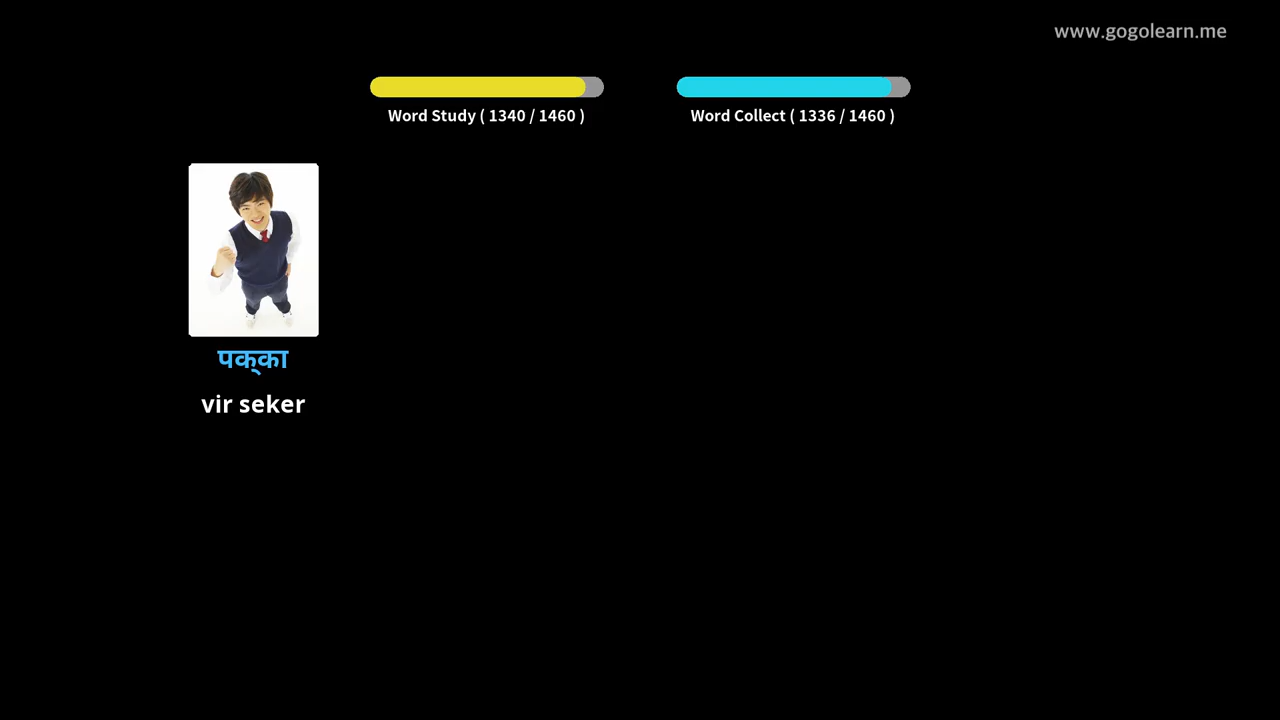 www.gogolearn.me
Word Study ( 1340 / 1460 )
Word Collect ( 1336 / 1460 )
पक्‌का
vir seker